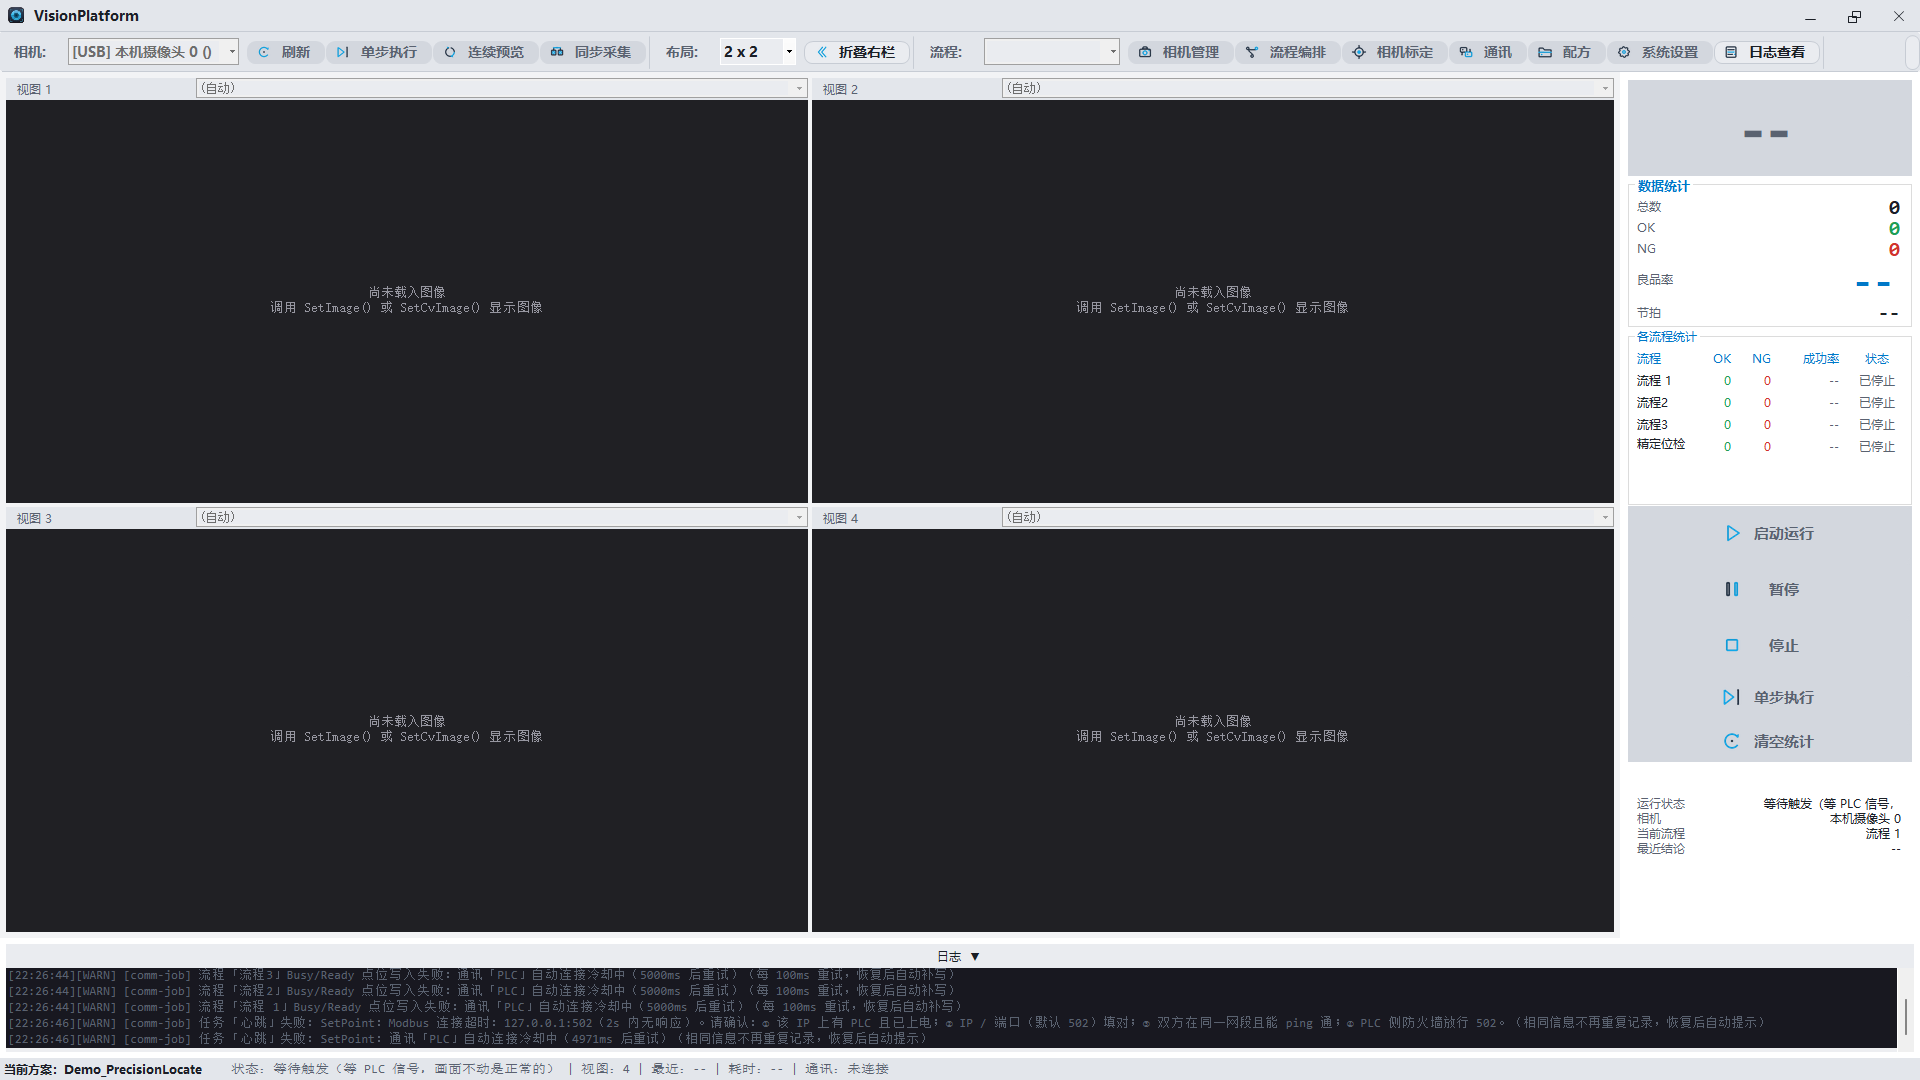 VisionPlatform
相机: [USB] 本机摄像头 0 () 刷新 单步执行 连续预览 同步采集 布局: 2 x 2 折叠右栏 流程: 相机管理 流程编排 相机标定 通讯 配方 系统设置 日志查看
视图 1 (自动)
视图 2 (自动)
尚未载入图像
调用 SetImage() 或 SetCvImage() 显示图像
尚未载入图像
调用 SetImage() 或 SetCvImage() 显示图像
视图 3 (自动)
视图 4 (自动)
尚未载入图像
调用 SetImage() 或 SetCvImage() 显示图像
尚未载入图像
调用 SetImage() 或 SetCvImage() 显示图像
--
数据统计
总数 0
OK 0
NG 0
良品率 --
节拍 --
各流程统计
流程 OK NG 成功率 状态
流程 1 0 0 -- 已停止
流程2 0 0 -- 已停止
流程3 0 0 -- 已停止
精定位检 0 0 -- 已停止
启动运行
暂停
停止
单步执行
清空统计
运行状态 等待触发（等 PLC 信号，
相机 本机摄像头 0
当前流程 流程 1
最近结论 --
日志 ▼
[22:26:44][WARN] [comm-job] 流程「流程3」Busy/Ready 点位写入失败: 通讯「PLC」自动连接冷却中（5000ms 后重试）（每 100ms 重试，恢复后自动补写）
[22:26:44][WARN] [comm-job] 流程「流程2」Busy/Ready 点位写入失败: 通讯「PLC」自动连接冷却中（5000ms 后重试）（每 100ms 重试，恢复后自动补写）
[22:26:44][WARN] [comm-job] 流程「流程 1」Busy/Ready 点位写入失败: 通讯「PLC」自动连接冷却中（5000ms 后重试）（每 100ms 重试，恢复后自动补写）
[22:26:46][WARN] [comm-job] 任务「心跳」失败: SetPoint: Modbus 连接超时: 127.0.0.1:502（2s 内无响应）。请确认: ① 该 IP 上有 PLC 且已上电；② IP / 端口（默认 502）填对；③ 双方在同一网段且能 ping 通；④ PLC 侧防火墙放行 502。（相同信息不再重复记录，恢复后自动提示）
[22:26:46][WARN] [comm-job] 任务「心跳」失败: SetPoint: 通讯「PLC」自动连接冷却中（4971ms 后重试）（相同信息不再重复记录，恢复后自动提示）
当前方案: Demo_PrecisionLocate 状态: 等待触发（等 PLC 信号，画面不动是正常的） | 视图: 4 | 最近: -- | 耗时: -- | 通讯: 未连接